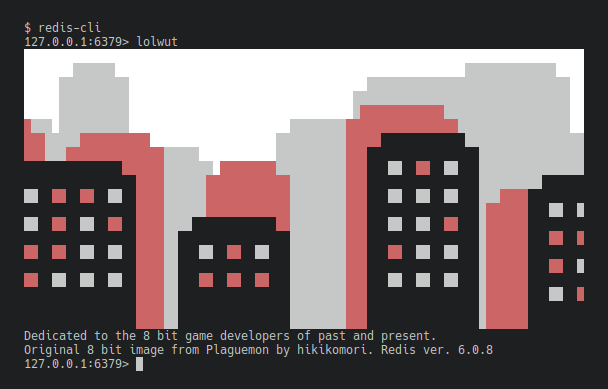 $ redis-cli
127.0.0.1:6379> lolwut
Dedicated to the 8 bit game developers of past and present.
Original 8 bit image from Plaguemon by hikikomori. Redis ver. 6.0.8
127.0.0.1:6379>